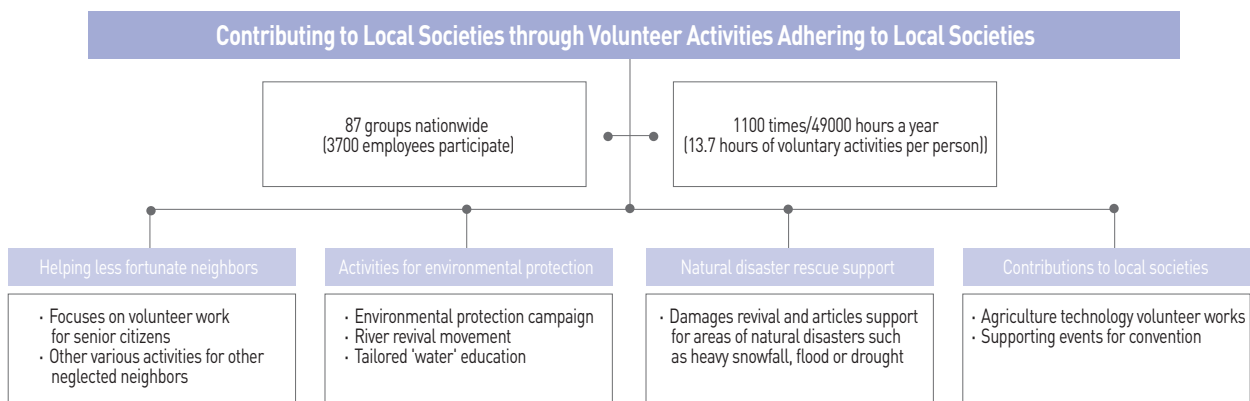 Contributing to Local Societies through Volunteer Activities Adhering to Local Societies
87 groups nationwide
(3700 employees participate)
1100 times/49000 hours a year
(13.7 hours of voluntary activities per person))
Helping less fortunate neighbors
· Focuses on volunteer work
for senior citizens
· Other various activities for other
neglected neighbors
Activities for environmental protection
· Environmental protection campaign
· River revival movement
· Tailored 'water' education
Natural disaster rescue support
· Damages revival and articles support
for areas of natural disasters such
as heavy snowfall, flood or drought
Contributions to local societies
· Agriculture technology volunteer works
· Supporting events for convention